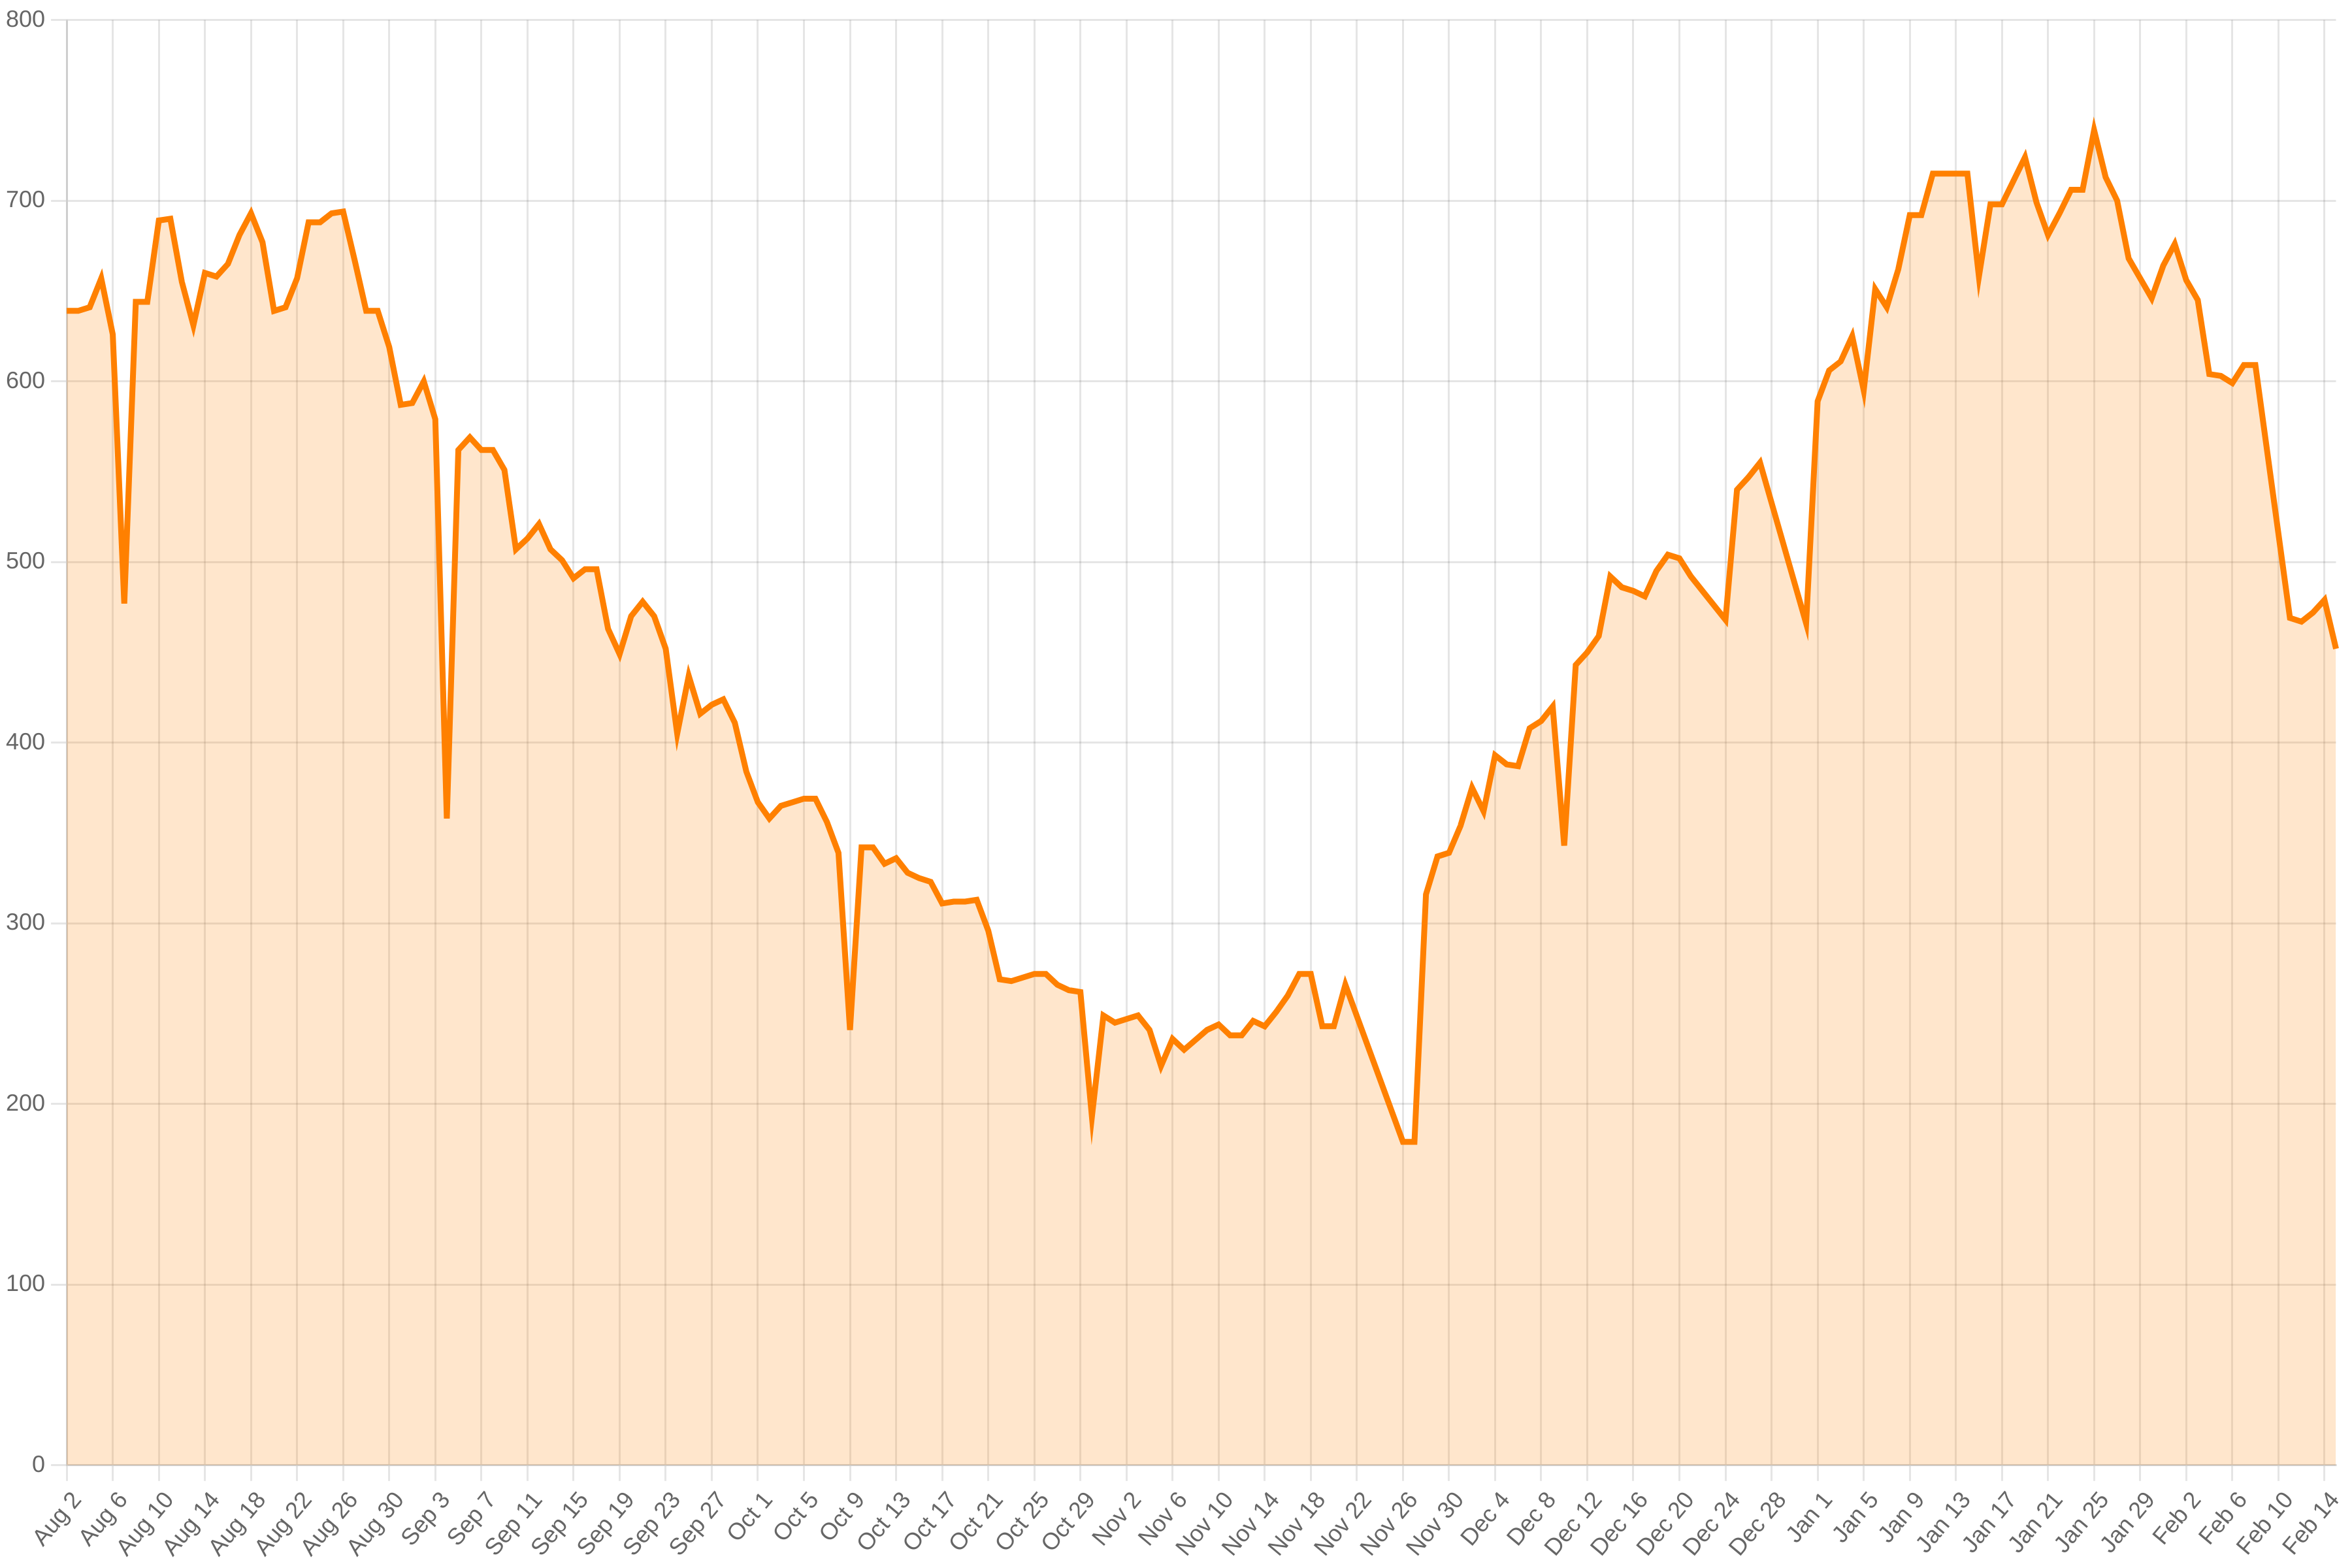 800
700
600
500
400
300
200
100
0
Aug 2
Aug 6
Aug 10
Aug 14
Aug 18
Aug 22
Aug 26
Aug 30
Sep 3
Sep 7
Sep 11
Sep 15
Sep 19
Sep 23
Sep 27
Oct 1
Oct 5
Oct 9
Oct 13
Oct 17
Oct 21
Oct 25
Oct 29
Nov 2
Nov 6
Nov 10
Nov 14
Nov 18
Nov 22
Nov 26
Nov 30
Dec 4
Dec 8
Dec 12
Dec 16
Dec 20
Dec 24
Dec 28
Jan 1
Jan 5
Jan 9
Jan 13
Jan 17
Jan 21
Jan 25
Jan 29
Feb 2
Feb 6
Feb 10
Feb 14